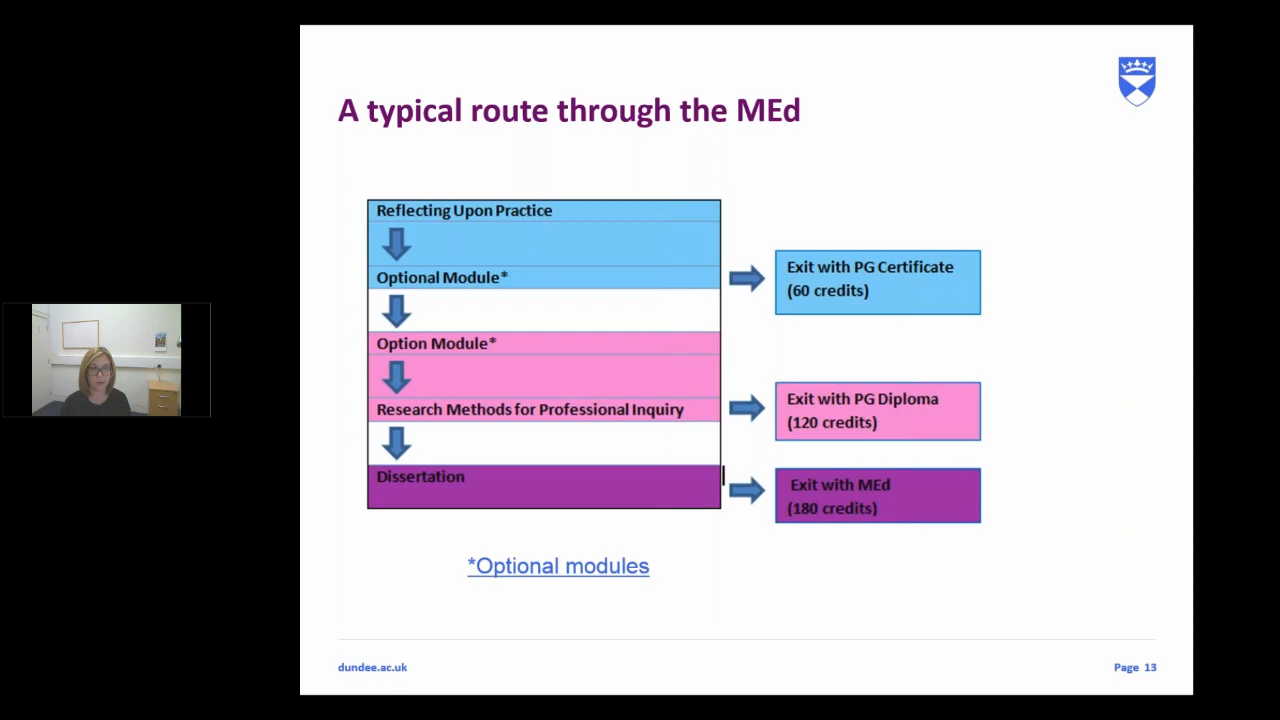 A typical route through the MEd
Reflecting Upon Practice
Optional Module*
Exit with PG Certificate
(60 credits)
Option Module*
Research Methods for Professional Inquiry
Exit with PG Diploma
(120 credits)
Dissertation
Exit with MEd
(180 credits)
*Optional modules
dundee.ac.uk
Page 13